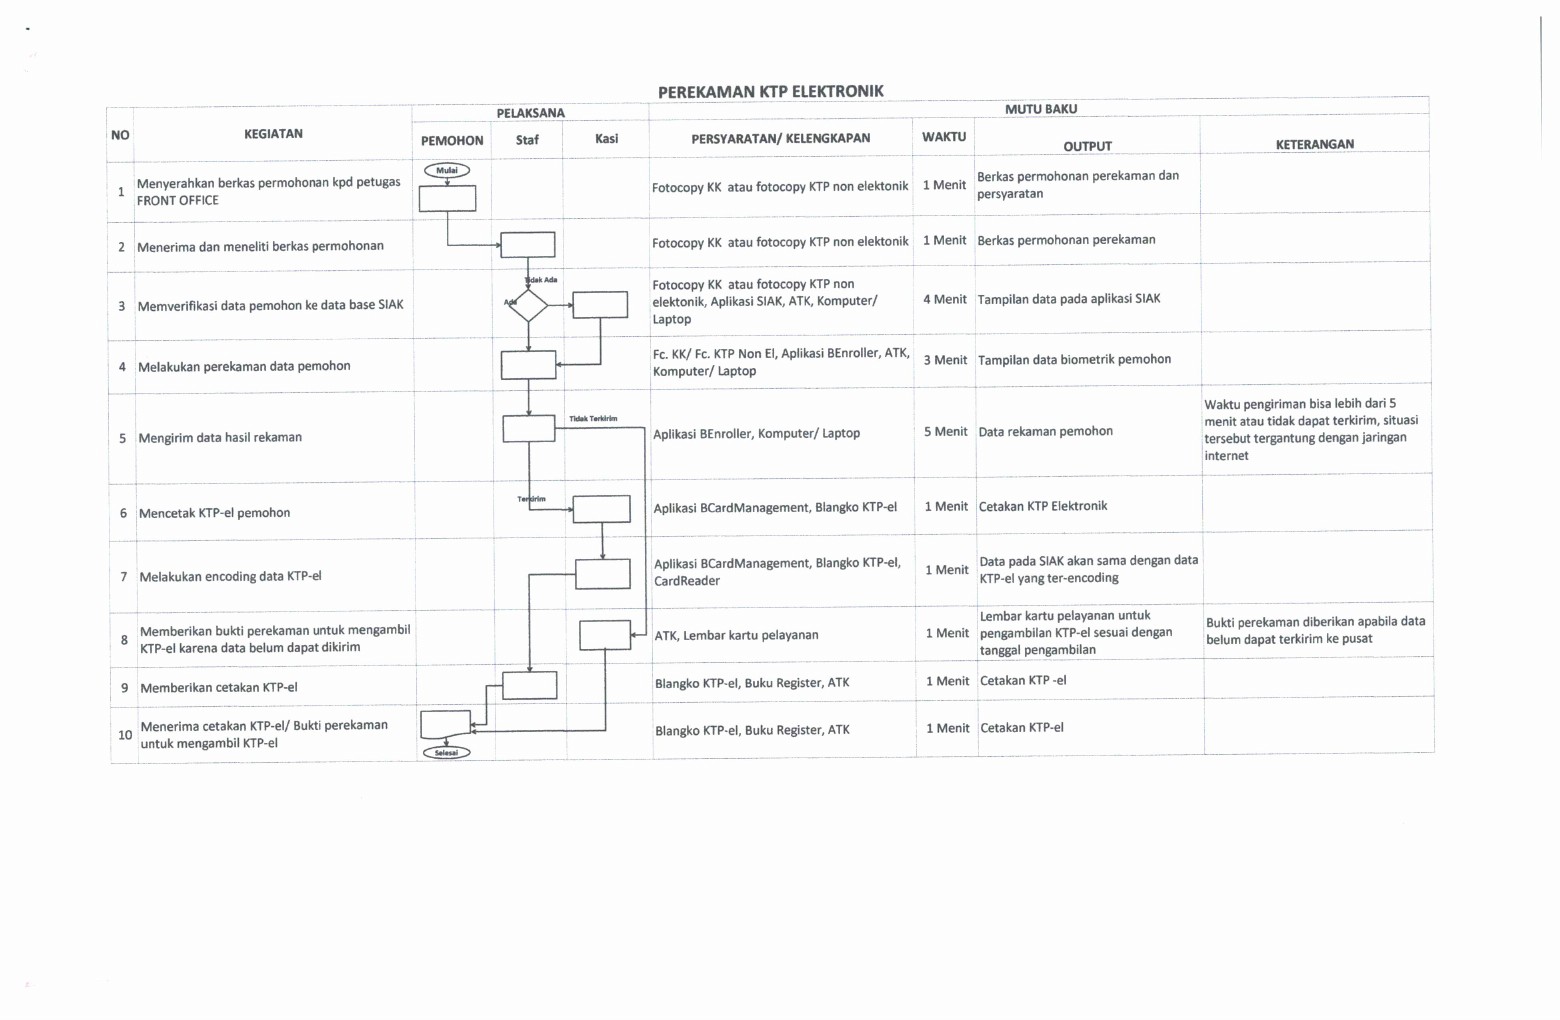 PEREKAMAN KTP ELEKTRONIK
NO
KEGIATAN
PELAKSANA
MUTU BAKU
PEMOHON
Staf
Kasi
PERSYARATAN/ KELENGKAPAN
WAKTU
OUTPUT
KETERANGAN
Mulai
1
Menyerahkan berkas permohonan kpd petugas
FRONT OFFICE
Fotocopy KK atau fotocopy KTP non elektonik
1 Menit
Berkas permohonan perekaman dan
persyaratan
2
Menerima dan meneliti berkas permohonan
Fotocopy KK atau fotocopy KTP non elektonik
1 Menit
Berkas permohonan perekaman
3
Memverifikasi data pemohon ke data base SIAK
Tidak Ada
Ada
Fotocopy KK atau fotocopy KTP non
elektonik, Aplikasi SIAK, ATK, Komputer/
Laptop
4 Menit
Tampilan data pada aplikasi SIAK
4
Melakukan perekaman data pemohon
Fc. KK/ Fc. KTP Non El, Aplikasi BEnroller, ATK,
Komputer/ Laptop
3 Menit
Tampilan data biometrik pemohon
5
Mengirim data hasil rekaman
Tidak Terkirim
Aplikasi BEnroller, Komputer/ Laptop
5 Menit
Data rekaman pemohon
Waktu pengiriman bisa lebih dari 5
menit atau tidak dapat terkirim, situasi
tersebut tergantung dengan jaringan
internet
6
Mencetak KTP-el pemohon
Terkirim
Aplikasi BCardManagement, Blangko KTP-el
1 Menit
Cetakan KTP Elektronik
7
Melakukan encoding data KTP-el
Aplikasi BCardManagement, Blangko KTP-el,
CardReader
1 Menit
Data pada SIAK akan sama dengan data
KTP-el yang ter-encoding
8
Memberikan bukti perekaman untuk mengambil
KTP-el karena data belum dapat dikirim
ATK, Lembar kartu pelayanan
1 Menit
Lembar kartu pelayanan untuk
pengambilan KTP-el sesuai dengan
tanggal pengambilan
Bukti perekaman diberikan apabila data
belum dapat terkirim ke pusat
9
Memberikan cetakan KTP-el
Blangko KTP-el, Buku Register, ATK
1 Menit
Cetakan KTP -el
10
Menerima cetakan KTP-el/ Bukti perekaman
untuk mengambil KTP-el
Blangko KTP-el, Buku Register, ATK
1 Menit
Cetakan KTP-el
Selesai